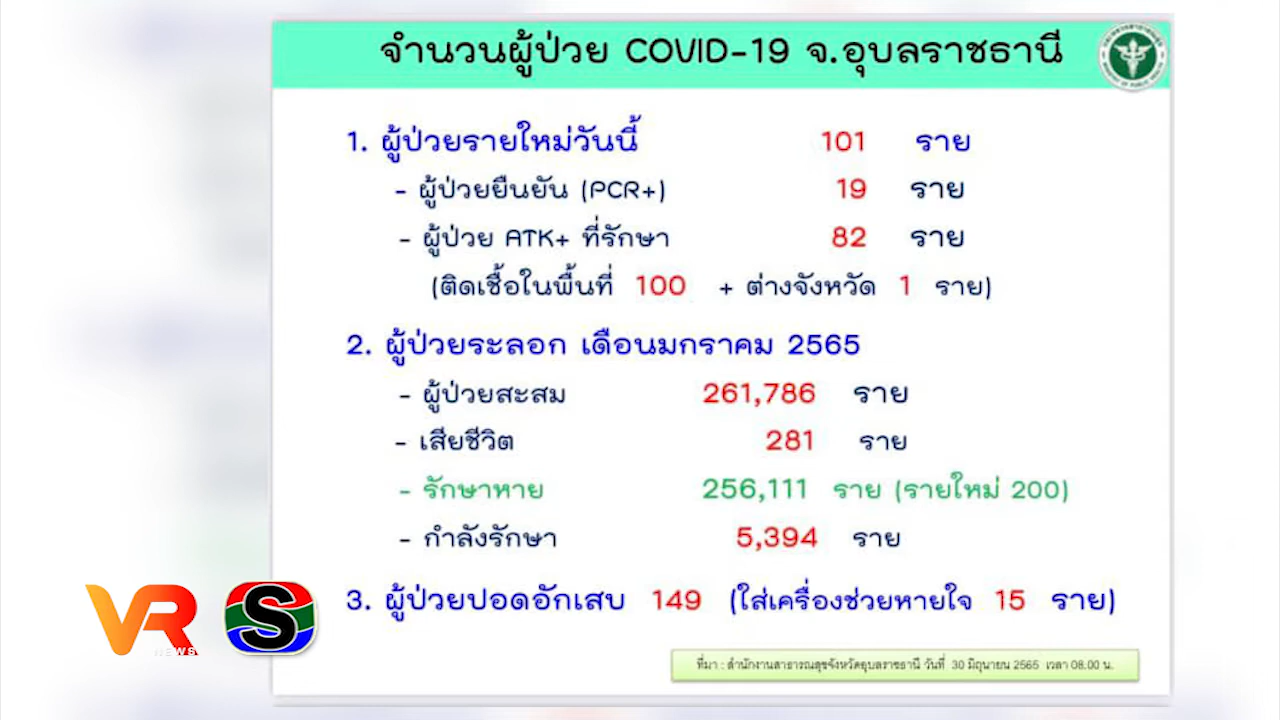 จำนวนผู้ป่วย COVID-19 จ.อุบลราชธานี
1. ผู้ป่วยรายใหม่วันนี้ 101 ราย
- ผู้ป่วยยืนยัน (PCR+) 19 ราย
- ผู้ป่วย ATK+ ที่รักษา 82 ราย
(ติดเชื้อในพื้นที่ 100 + ต่างจังหวัด 1 ราย)
2. ผู้ป่วยระลอก เดือนมกราคม 2565
- ผู้ป่วยสะสม 261,786 ราย
- เสียชีวิต 281 ราย
- รักษาหาย 256,111 ราย (รายใหม่ 200)
- กำลังรักษา 5,394 ราย
3. ผู้ป่วยปอดอักเสบ 149 (ใส่เครื่องช่วยหายใจ 15 ราย)
VR NEWS S
ที่มา : สำนักงานสาธารณสุขจังหวัดอุบลราชธานี วันที่ 30 มิถุนายน 2565 เวลา 08.00 น.